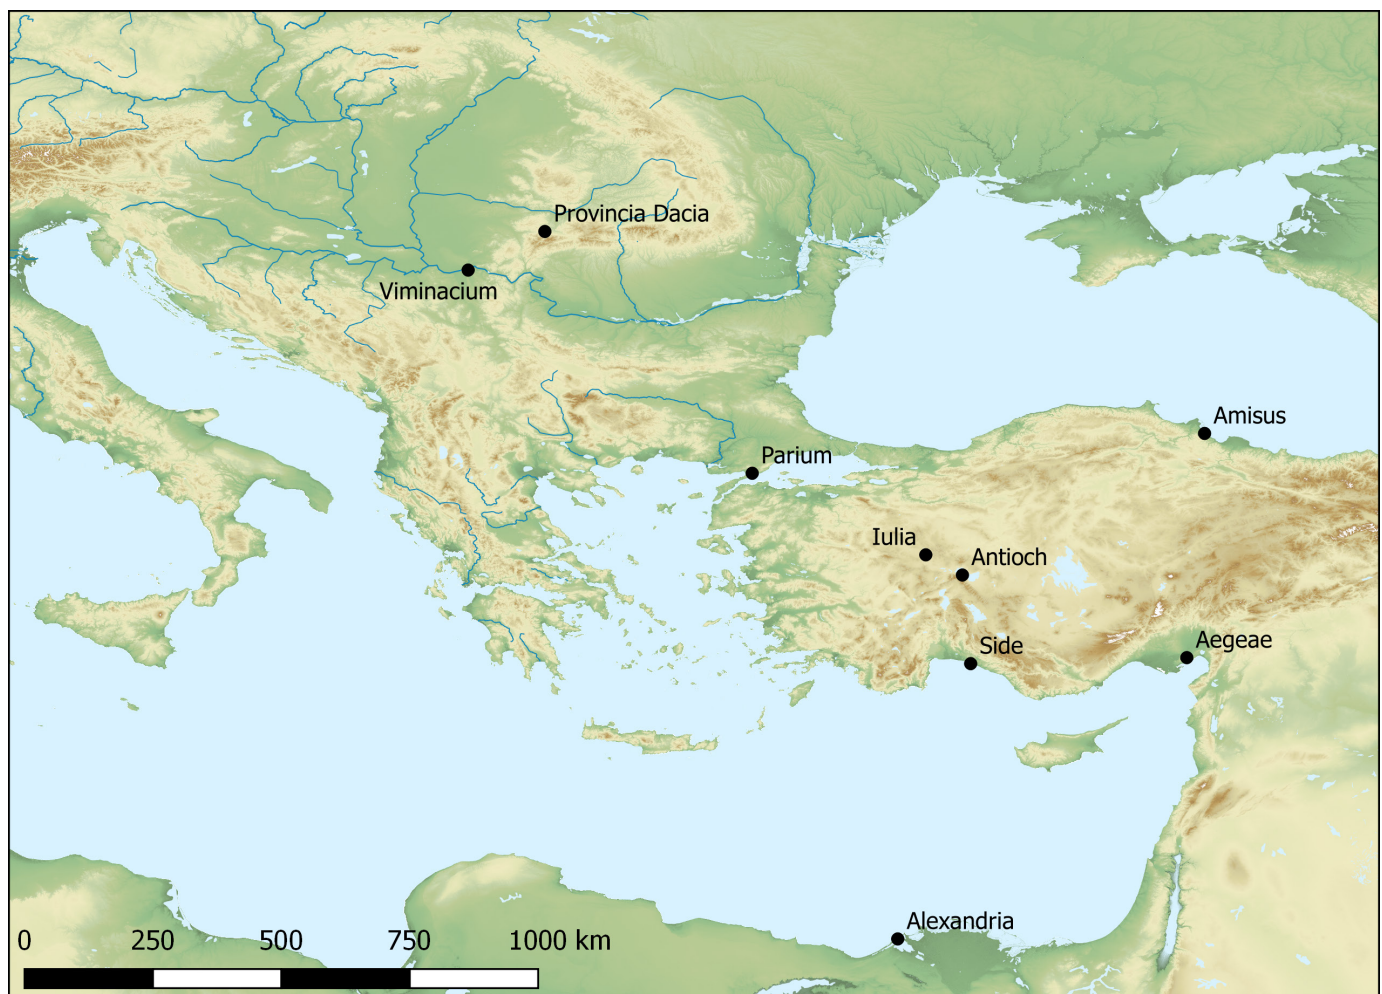 Provincia Dacia
Viminacium
Amisus
Parium
Iulia
Antioch
Side
Aegeae
Alexandria
0 250 500 750 1000 km